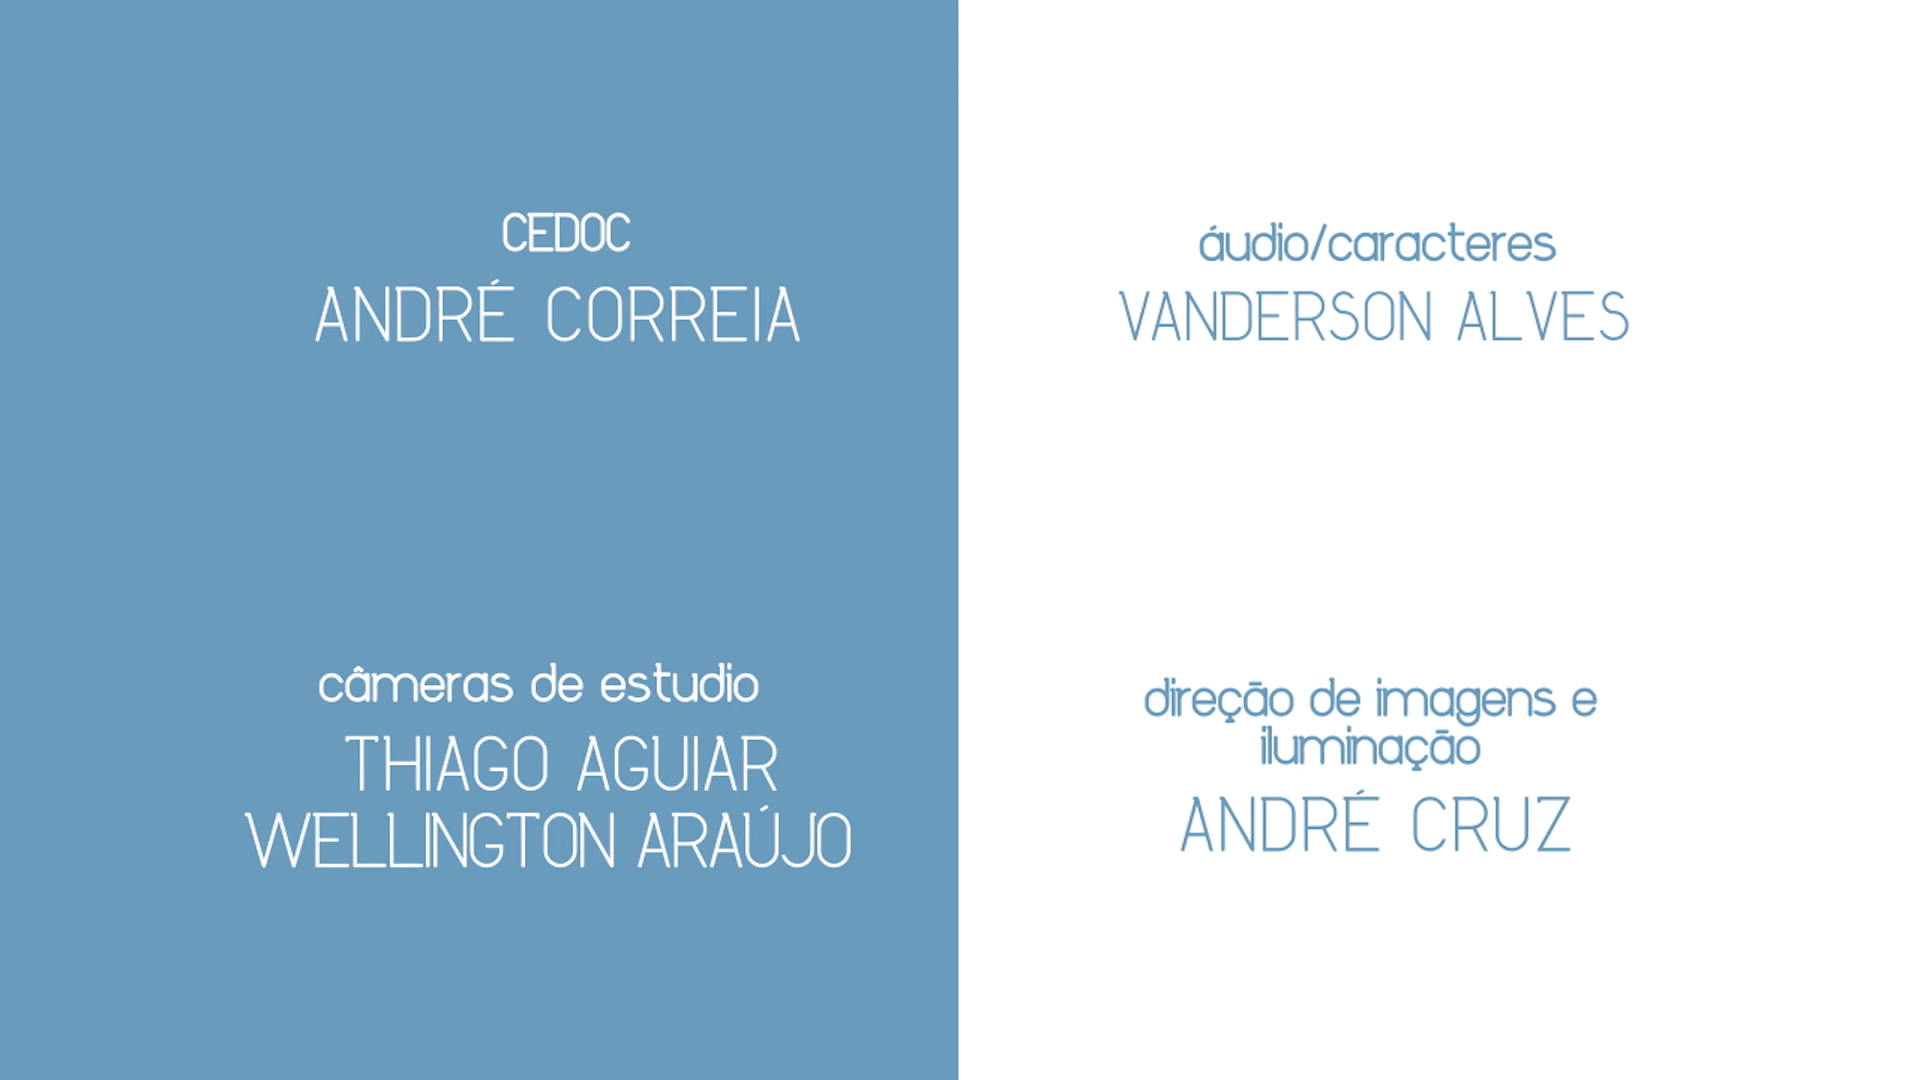 CEDOC
ANDRÉ CORREIA
câmeras de estudio
THIAGO AGUIAR
WELLINGTON ARAÚJO
áudio/caracteres
VANDERSON ALVES
direção de imagens e
iluminação
ANDRÉ CRUZ